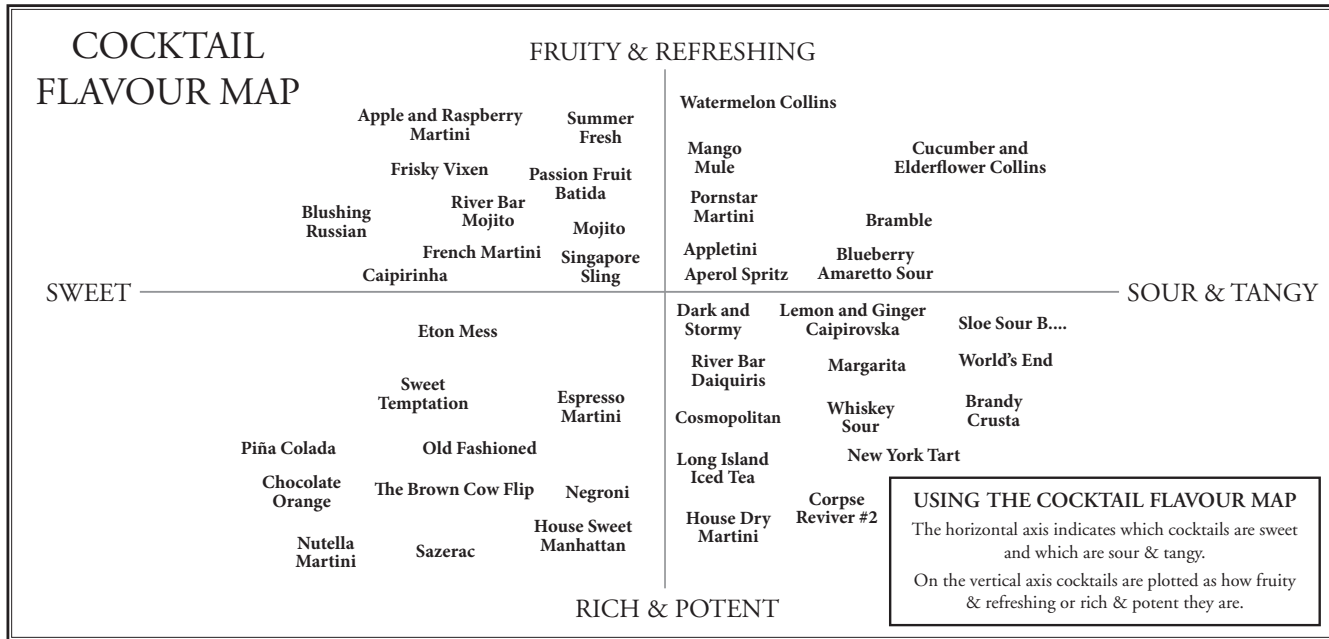 COCKTAIL
FLAVOUR MAP
FRUITY & REFRESHING
Apple and Raspberry
Martini
Summer
Fresh
Frisky Vixen
Passion Fruit
Batida
Blushing
Russian
River Bar
Mojito
Mojito
French Martini
Singapore
Sling
Caipirinha
Watermelon Collins
Mango
Mule
Cucumber and
Elderflower Collins
Pornstar
Martini
Bramble
Appletini
Blueberry
Amaretto Sour
Aperol Spritz
SWEET
SOUR & TANGY
Eton Mess
Sweet
Temptation
Espresso
Martini
Piña Colada
Old Fashioned
Chocolate
Orange
The Brown Cow Flip
Negroni
House Sweet
Manhattan
Nutella
Martini
Sazerac
Dark and
Stormy
Lemon and Ginger
Caipirovska
Sloe Sour B....
River Bar
Daiquiris
Margarita
World's End
Cosmopolitan
Whiskey
Sour
Brandy
Crusta
Long Island
Iced Tea
New York Tart
House Dry
Martini
Corpse
Reviver #2
RICH & POTENT
USING THE COCKTAIL FLAVOUR MAP
The horizontal axis indicates which cocktails are sweet
and which are sour & tangy.
On the vertical axis cocktails are plotted as how fruity
& refreshing or rich & potent they are.